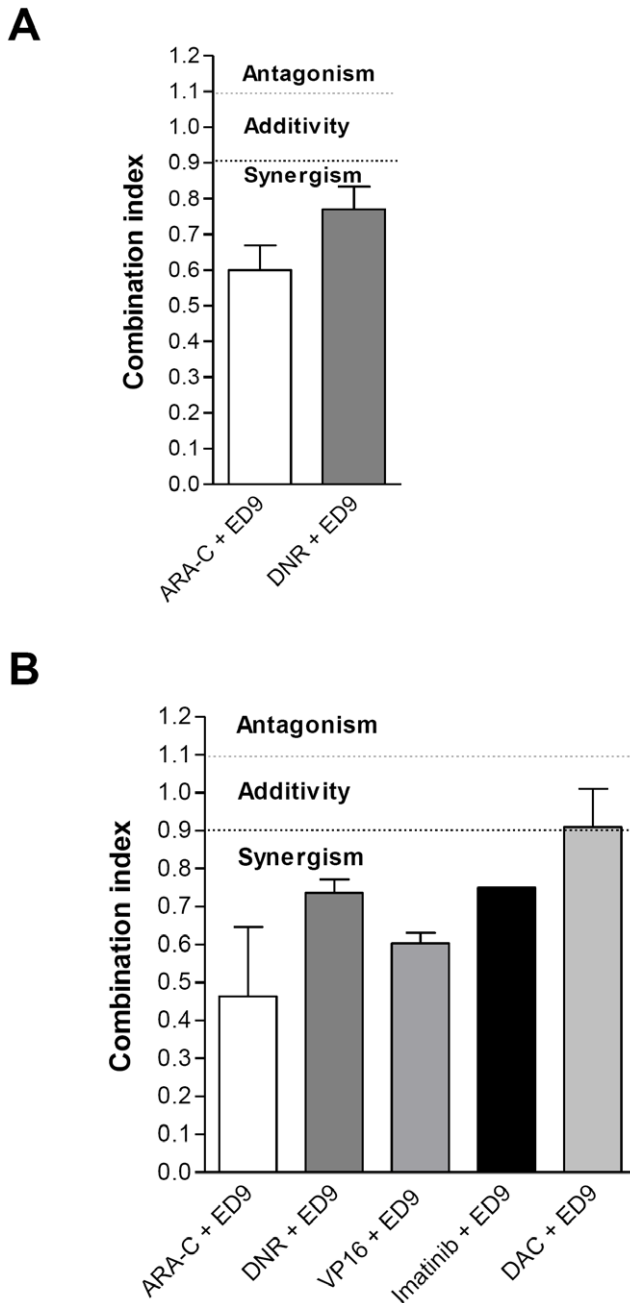 A
Combination index
1.2
1.1
1.0
0.9
0.8
0.7
0.6
0.5
0.4
0.3
0.2
0.1
0.0
Antagonism
Additivity
Synergism
ARA-C + ED9
DNR + ED9
B
Combination index
1.2
1.1
1.0
0.9
0.8
0.7
0.6
0.5
0.4
0.3
0.2
0.1
0.0
Antagonism
Additivity
Synergism
ARA-C + ED9
DNR + ED9
VP16 + ED9
Imatinib + ED9
DAC + ED9